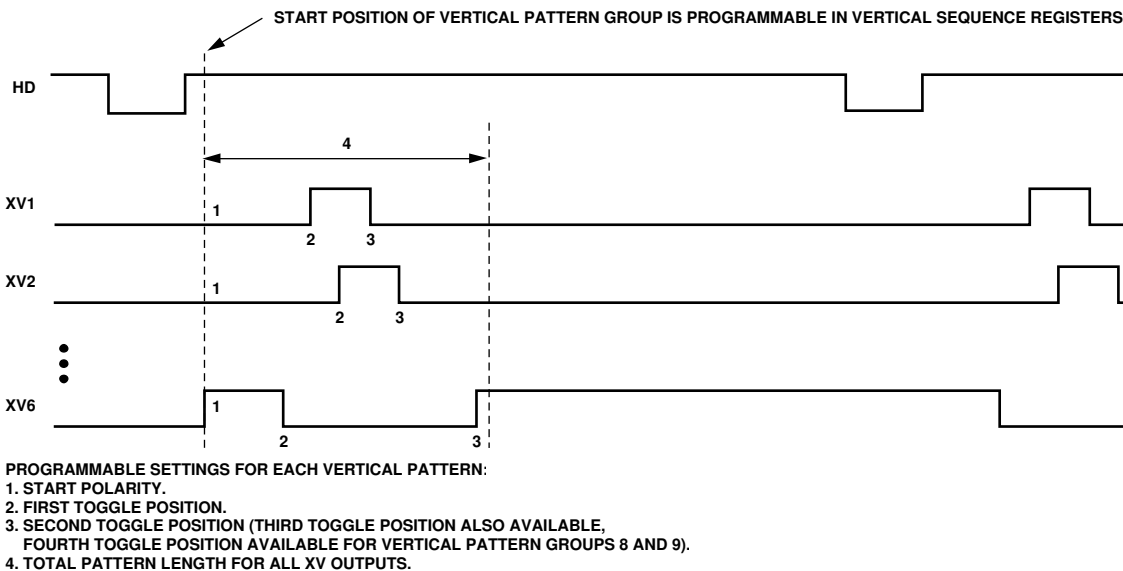 START POSITION OF VERTICAL PATTERN GROUP IS PROGRAMMABLE IN VERTICAL SEQUENCE REGISTERS
HD
4
XV1
1
2 3
XV2
1
2 3
XV6
1
2 3
PROGRAMMABLE SETTINGS FOR EACH VERTICAL PATTERN:
1. START POLARITY.
2. FIRST TOGGLE POSITION.
3. SECOND TOGGLE POSITION (THIRD TOGGLE POSITION ALSO AVAILABLE,
FOURTH TOGGLE POSITION AVAILABLE FOR VERTICAL PATTERN GROUPS 8 AND 9).
4. TOTAL PATTERN LENGTH FOR ALL XV OUTPUTS.